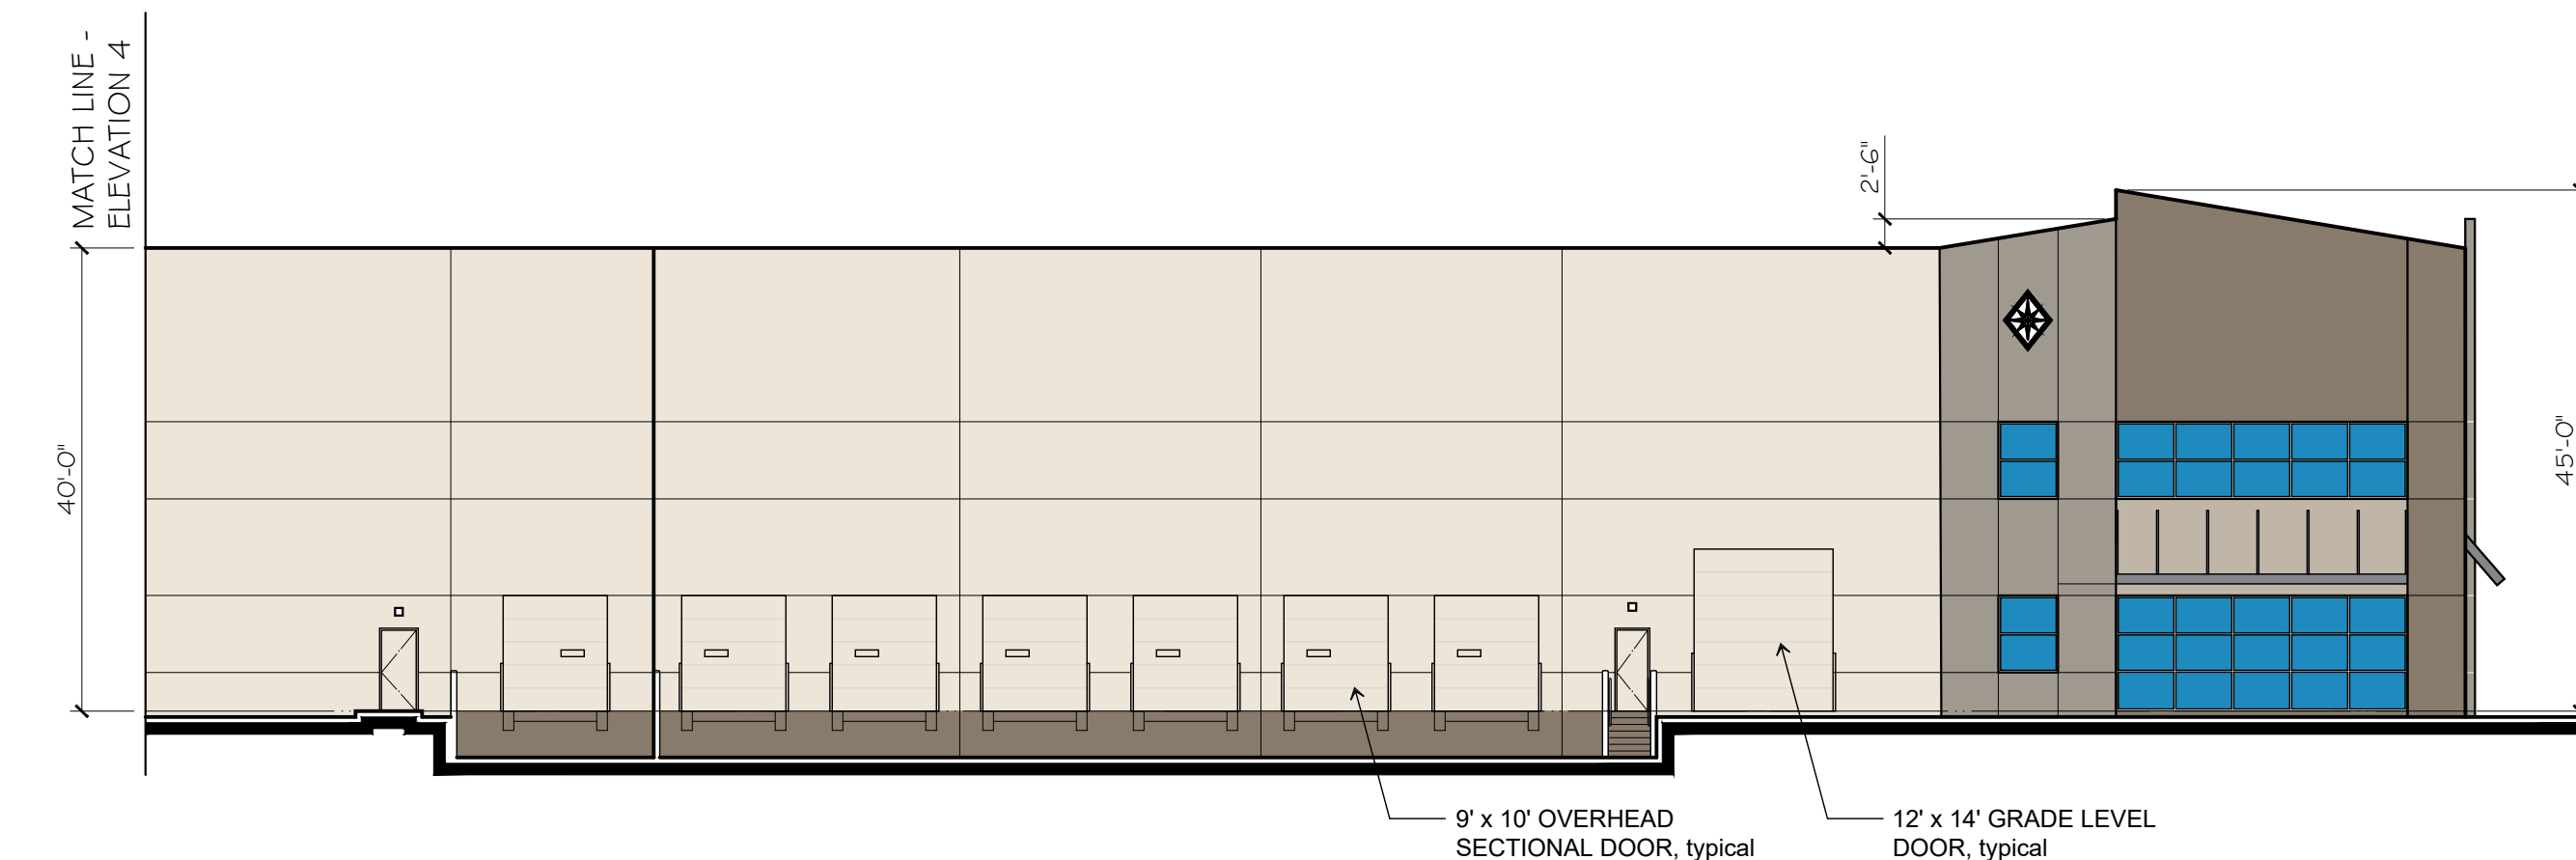 MATCH LINE -
ELEVATION 4
40'-0"
2'-6"
45'-0"
9' x 10' OVERHEAD
SECTIONAL DOOR, typical
12' x 14' GRADE LEVEL
DOOR, typical